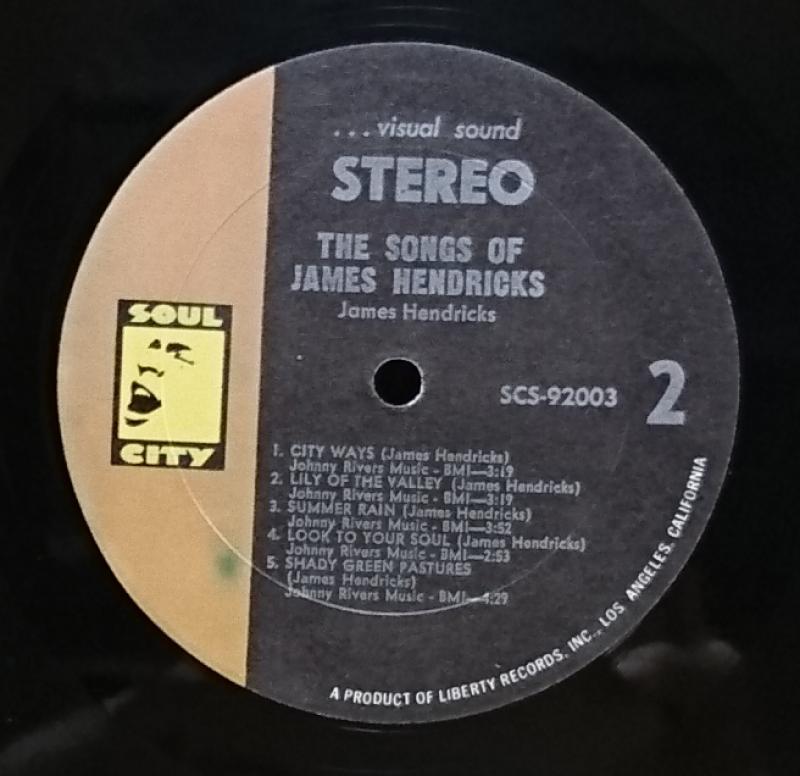 ...visual sound
STEREO
THE SONGS OF
JAMES HENDRICKS
James Hendricks
SOUL
CITY
SCS-92003
2
1. CITY WAYS (James Hendricks)
Johnny Rivers Music - BMI—3:19
2. LILY OF THE VALLEY (James Hendricks)
Johnny Rivers Music - BMI—3:19
3. SUMMER RAIN (James Hendricks)
Johnny Rivers Music - BMI—3:52
4. LOOK TO YOUR SOUL (James Hendricks)
Johnny Rivers Music - BMI—2:53
5. SHADY GREEN PASTURES
(James Hendricks)
Johnny Rivers Music - BMI—4:29
A PRODUCT OF LIBERTY RECORDS, INC., LOS ANGELES, CALIFORNIA